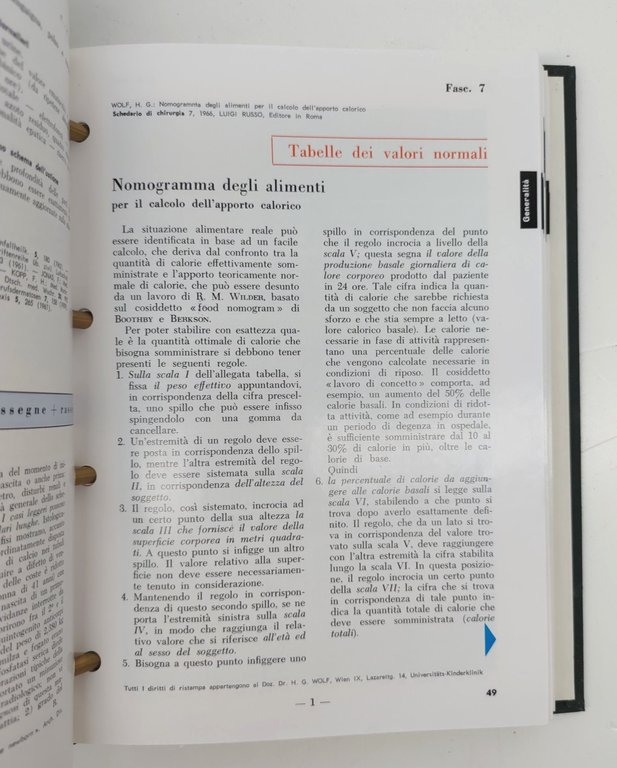 Fasc. 7
WOLF, H. G.: Nomogramma degli alimenti per il calcolo dell'apporto calorico
Schedario di chirurgia 7, 1966, LUIGI RUSSO, Editore in Roma
Tabelle dei valori normali
Nomogramma degli alimenti
per il calcolo dell'apporto calorico
Generalità
La situazione alimentare reale può
essere identificata in base ad un facile
calcolo, che deriva dal confronto tra la
quantità di calorie effettivamente som-
ministrate e l'apporto teoricamente nor-
male di calorie, che può essere desunto
da un lavoro di R. M. WILDER, basato
sul cosiddetto «food nomogram» di
BOOTHBY e BERKSON.
Per poter stabilire con esattezza qua-
le è la quantità ottimale di calorie che
bisogna somministrare si debbono tener
presenti le seguenti regole.
1. Sulla scala I dell'allegata tabella, si
fissa il peso effettivo appuntandovi,
in corrispondenza della cifra prescel-
ta, uno spillo che può essere infisso
spingendolo con una gomma da
cancellare.
2. Un'estremità di un regolo deve esse-
re posta in corrispondenza dello spil-
lo, mentre l'altra estremità del rego-
lo deve essere sistemata sulla scala
II, in corrispondenza dell'altezza del
soggetto.
3. Il regolo, così sistemato, incrocia ad
un certo punto della sua altezza la
scala III che fornisce il valore della
superficie corporea in metri quadra-
ti. A questo punto si infigge un altro
spillo. Il valore relativo alla super-
ficie non deve essere necessariamen-
te tenuto in considerazione.
4. Mantenendo il regolo in corrispon-
denza di questo secondo spillo, se ne
porta l'estremità sinistra sulla scala
IV, in modo che raggiunga il rela-
tivo valore che si riferisce all'età ed
al sesso del soggetto.
5. Bisogna a questo punto infiggere uno
spillo in corrispondenza del punto
che il regolo incrocia a livello della
scala V; questa segna il valore della
produzione basale giornaliera di ca-
lore corporeo prodotto dal paziente
in 24 ore. Tale cifra indica la quan-
tità di calorie che sarebbe richiesta
da un soggetto che non faccia alcuno
sforzo e che stia sempre a letto (va-
lore calorico basale). Le calorie ne-
cessarie in fase di attività rappresen-
tano una percentuale delle calorie
che vengono calcolate necessarie in
condizioni di riposo. Il cosiddetto
«lavoro di concetto» comporta, ad
esempio, un aumento del 50% delle
calorie basali. In condizioni di ridot-
ta attività, come ad esempio durante
un periodo di degenza in ospedale,
è sufficiente somministrare dal 10 al
30% di calorie in più, oltre le ca-
lorie di base.
Quindi
6. la percentuale di calorie da aggiun-
gere alle calorie basali si legge sulla
scala VI, stabilendo a che punto si
trova dopo averlo esattamente defi-
nito. Il regolo, che da un lato si tro-
va in corrispondenza del valore tro-
vato sulla scala V, deve raggiungere
con l'altra estremità la cifra stabilita
lungo la scala VI. In questa posizio-
ne, il regolo incrocia un certo punto
della scala VII; la cifra che si trova
in corrispondenza di tale punto in-
dica la quantità totale di calorie che
deve essere somministrata (calorie
totali).
Tutti i diritti di ristampa appartengono al Doz. Dr. H. G. WOLF, Wien IX, Lazarettg. 14, Universitäts-Kinderklinik
49
— 1 —